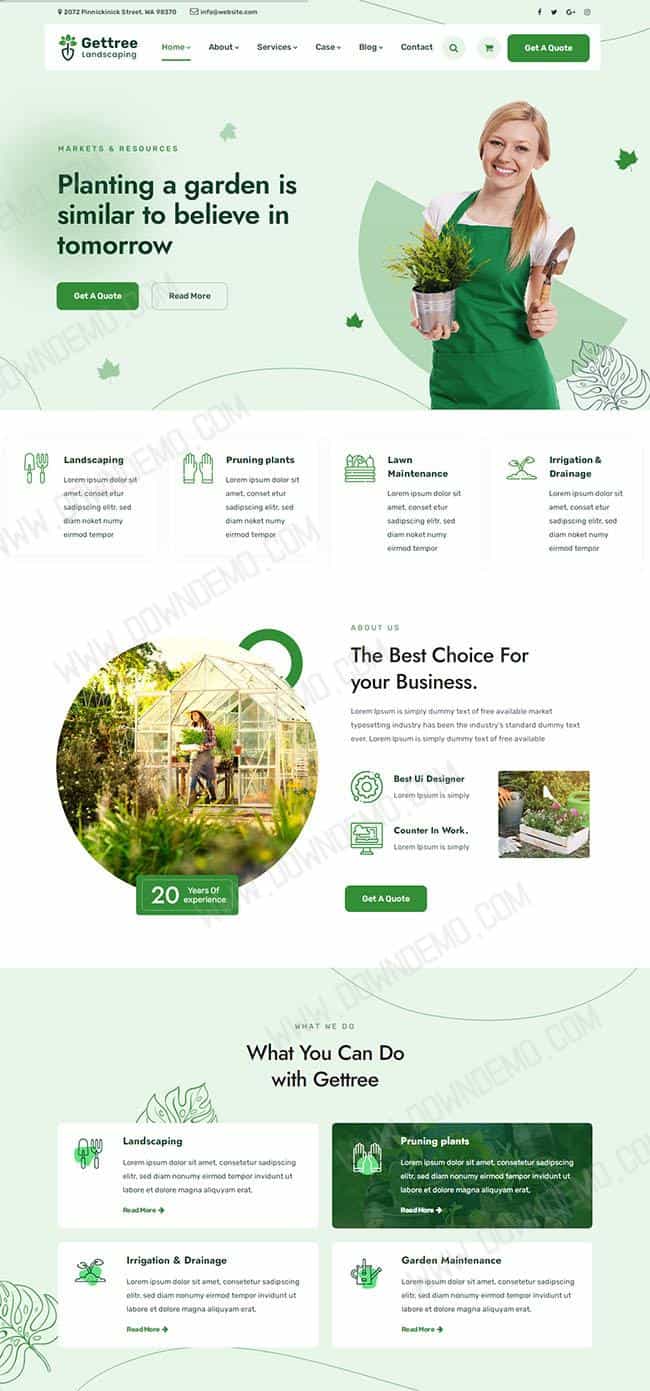 2072 Pinnickinick Street, WA 98370 info@website.com
Gettree
Landscaping
Home About Services Case Blog Contact Get A Quote
MARKETS & RESOURCES
Planting a garden is
similar to believe in
tomorrow
Get A Quote Read More
Landscaping
Lorem ipsum dolor sit
amet, conset etur
sadipscing elitr, sed
diam noket numy
eirmod tempor
Pruning plants
Lorem ipsum dolor sit
amet, conset etur
sadipscing elitr, sed
diam noket numy
eirmod tempor
Lawn
Maintenance
Lorem ipsum dolor sit
amet, conset etur
sadipscing elitr, sed
diam noket numy
eirmod tempor
Irrigation &
Drainage
Lorem ipsum dolor sit
amet, conset etur
sadipscing elitr, sed
diam noket numy
eirmod tempor
ABOUT US
The Best Choice For
your Business.
Lorem Ipsum is simply dummy text of free available market
typesetting industry has been the industry's standard dummy text
ever. Lorem Ipsum is simply dummy text of free available
Best Ui Designer
Lorem Ipsum is simply
Counter In Work.
Lorem Ipsum is simply
20 Years Of
experience
Get A Quote
WHAT WE DO
What You Can Do
with Gettree
Landscaping
Lorem ipsum dolor sit amet, consetetur sadipscing
elitr, sed diam nonumy eirmod tempor invidunt ut
labore et dolore magna aliquyam erat,
Read More
Pruning plants
Lorem ipsum dolor sit amet, consetetur sadipscing
elitr, sed diam nonumy eirmod tempor invidunt ut
labore et dolore magna aliquyam erat,
Read More
Irrigation & Drainage
Lorem ipsum dolor sit amet, consetetur sadipscing
elitr, sed diam nonumy eirmod tempor invidunt ut
labore et dolore magna aliquyam erat,
Read More
Garden Maintenance
Lorem ipsum dolor sit amet, consetetur sadipscing
elitr, sed diam nonumy eirmod tempor invidunt ut
labore et dolore magna aliquyam erat,
Read More
WWW.DOWNDEMO.COM